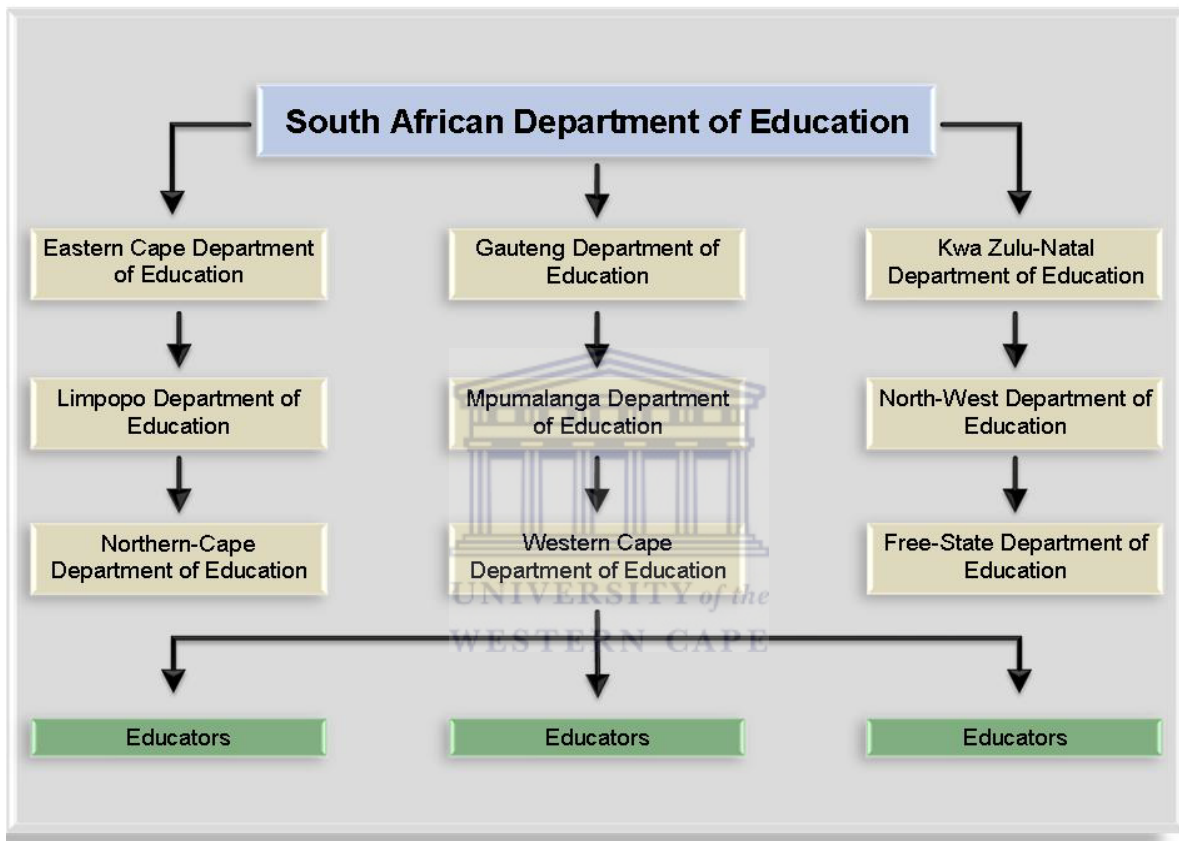 South African Department of Education
Eastern Cape Department
of Education
Gauteng Department of
Education
Kwa Zulu-Natal
Department of Education
Limpopo Department of
Education
Mpumalanga Department
of Education
North-West Department of
Education
Northern-Cape
Department of Education
Western Cape
Department of Education
Free-State Department of
Education
UNIVERSITY of the
WESTERN CAPE
Educators
Educators
Educators